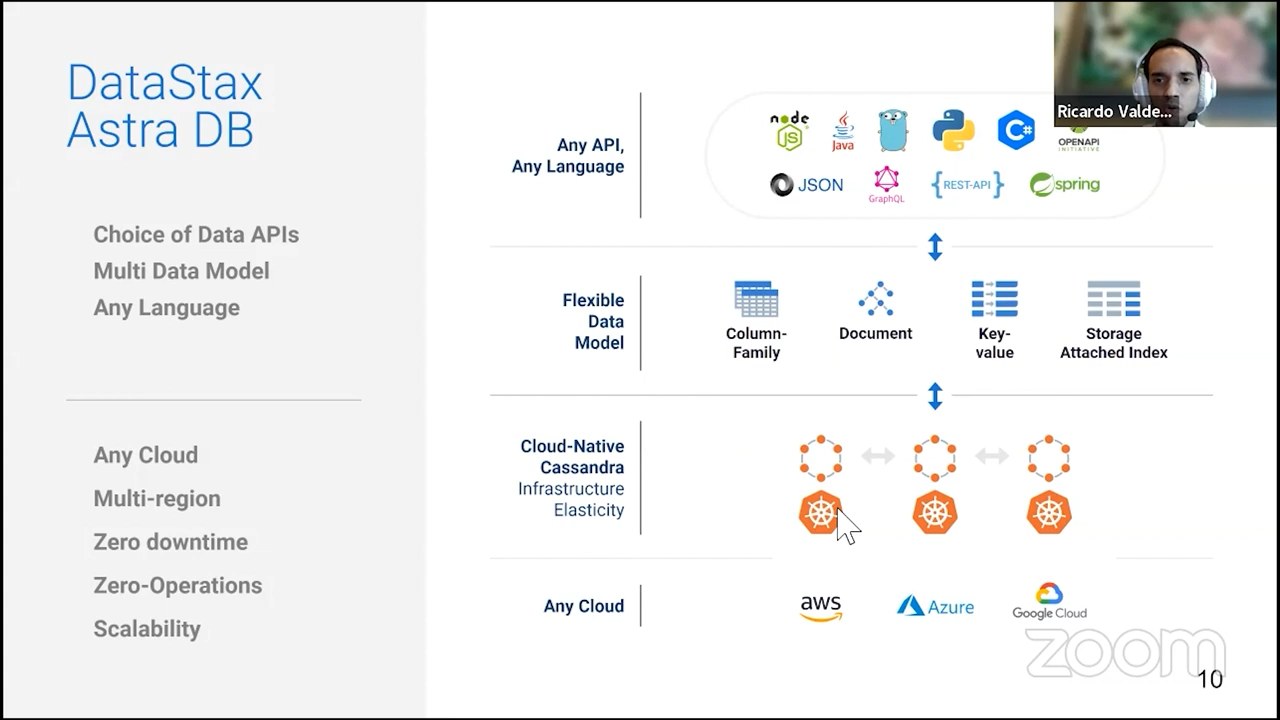 DataStax
Astra DB
Choice of Data APIs
Multi Data Model
Any Language
Any Cloud
Multi-region
Zero downtime
Zero-Operations
Scalability
Any API,
Any Language
node
JS
Java
C#
OPENAPI
INITIATIVE
JSON
GraphQL
{REST-API}
spring
Flexible
Data
Model
Column-
Family
Document
Key-
value
Storage
Attached Index
Cloud-Native
Cassandra
Infrastructure
Elasticity
Any Cloud
aws
Azure
Google Cloud
Ricardo Valde...
zoom
10